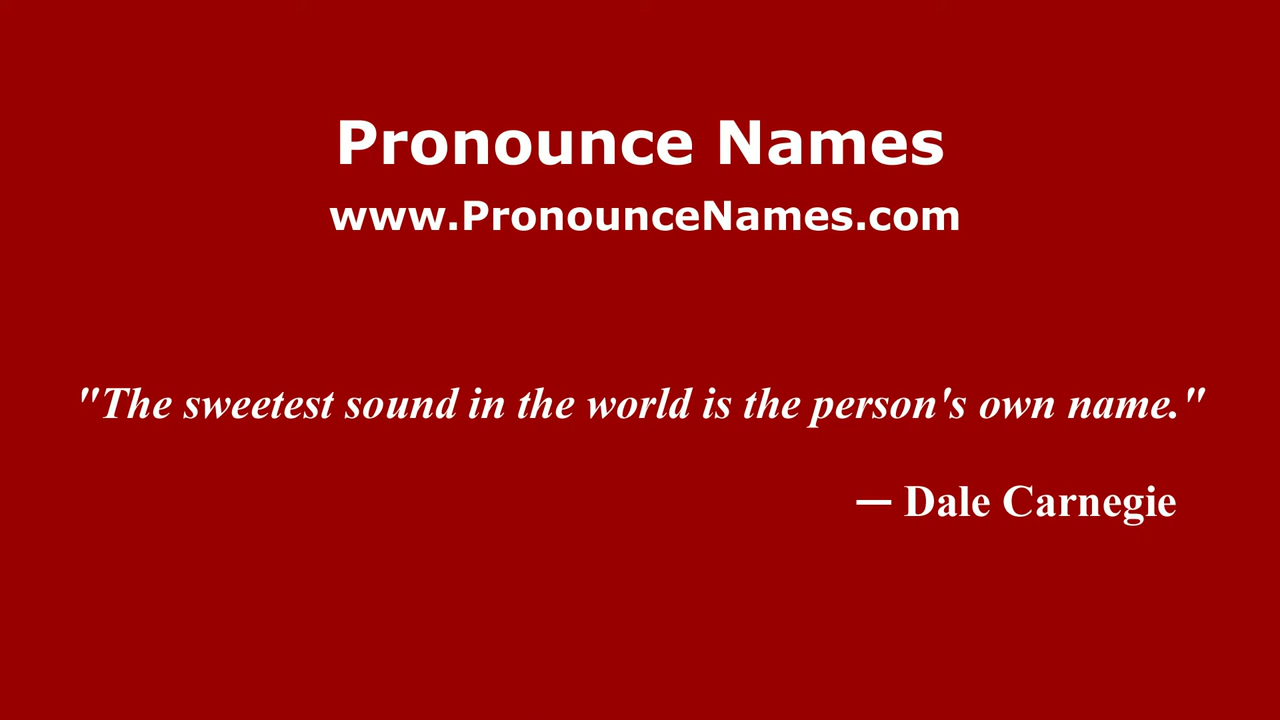 Pronounce Names
www.PronounceNames.com
"The sweetest sound in the world is the person's own name."
— Dale Carnegie